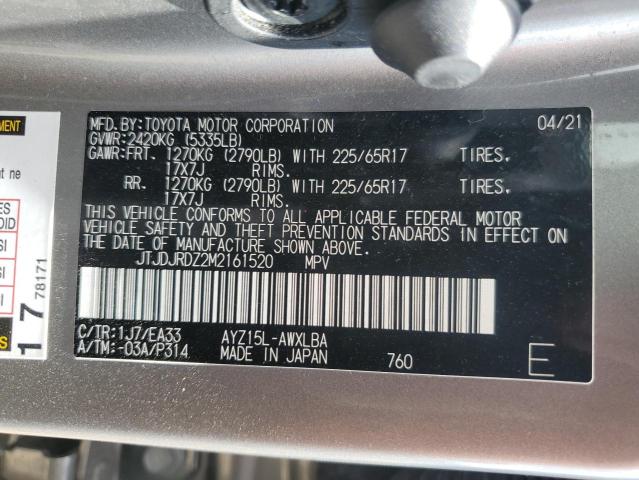 MFD.BY:TOYOTA MOTOR CORPORATION 04/21
GVWR:2420KG (5335LB)
GAWR:FRT. 1270KG (2790LB) WITH 225/65R17 TIRES,
17X7J RIMS.
RR. 1270KG (2790LB) WITH 225/65R17 TIRES,
17X7J RIMS.
THIS VEHICLE CONFORMS TO ALL APPLICABLE FEDERAL MOTOR
VEHICLE SAFETY AND THEFT PREVENTION STANDARDS IN EFFECT ON
THE DATE OF MANUFACTURE SHOWN ABOVE.
JTJDJRDZ2M2161520 MPV
C/TR:1J7/EA33 AYZ15L-AWXLBA
A/TM:-03A/P314 MADE IN JAPAN 760 E
17
78171